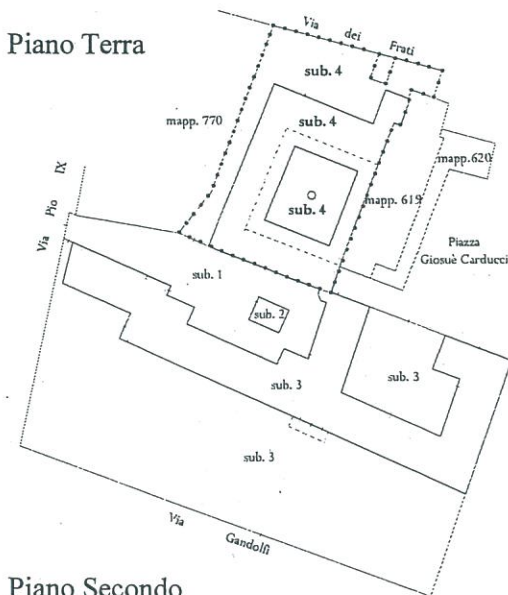 Piano Terra
Via dei Frati
sub. 4
sub. 4
mapp. 770
mapp. 620
sub. 4
mapp. 619
Via Pio IX
Piazza
Giosuè Carducci
sub. 1
sub. 2
sub. 3
sub. 3
sub. 3
Via Gandolfi
Piano Secondo